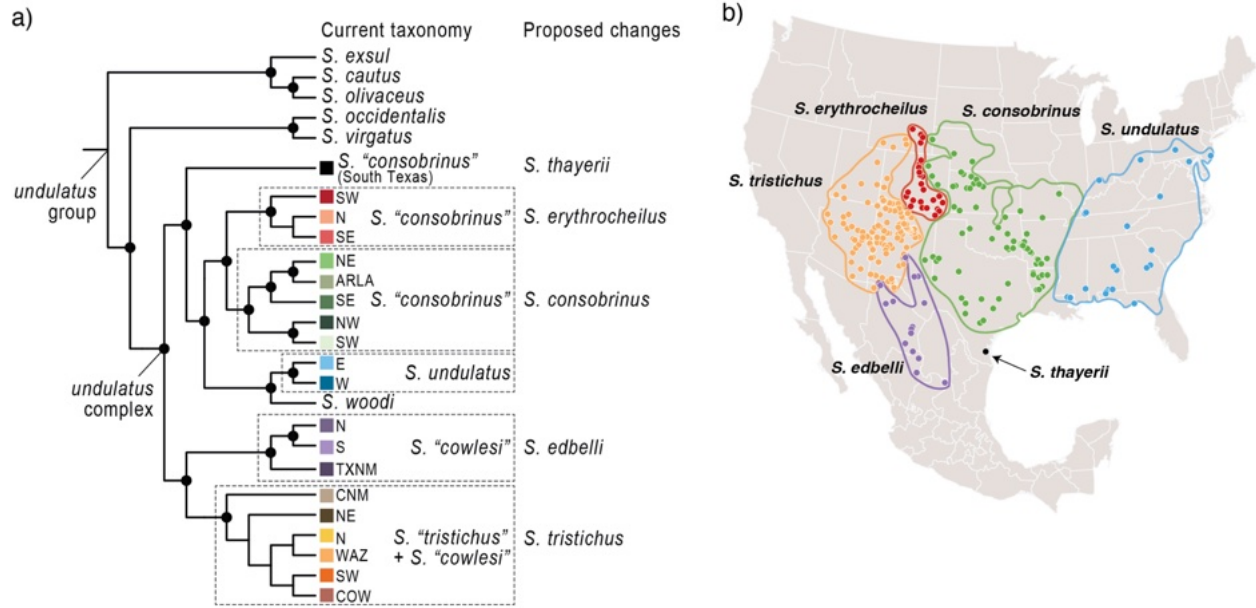 a)
Current taxonomy Proposed changes
S. exsul
S. cautus
S. olivaceus
S. occidentalis
S. virgatus
S. “consobrinus” S. thayerii
(South Texas)
undulatus
group
SW
N S. “consobrinus” S. erythrocheilus
SE
NE
ARLA
SE S. “consobrinus” S. consobrinus
NW
SW
E
S. undulatus
W
undulatus
complex
S. woodi
N
S S. “cowlesi” S. edbelli
TXNM
CNM
NE
N S. “tristichus” S. tristichus
WAZ + S. “cowlesi”
SW
COW
b)
S. erythrocheilus
S. consobrinus
S. undulatus
S. tristichus
S. edbelli
S. thayerii